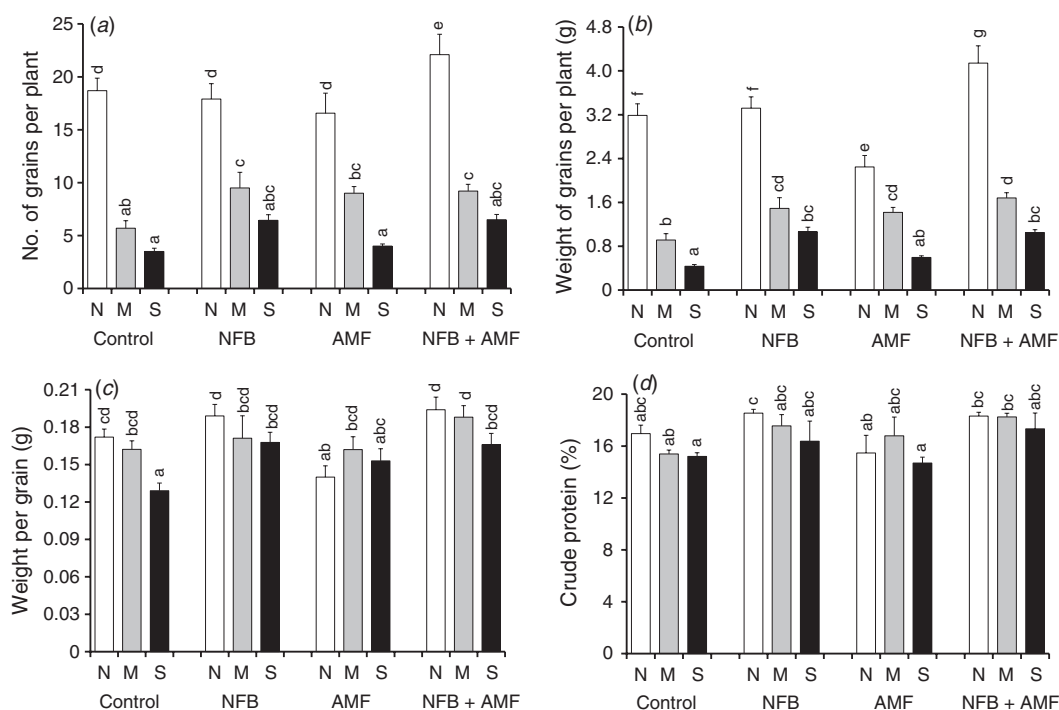 (a)
No. of grains per plant
25
20
15
10
5
0
d
ab
a
d
c
abc
d
bc
a
e
c
abc
N M S N M S N M S N M S
Control NFB AMF NFB + AMF
(b)
Weight of grains per plant (g)
4.8
4.0
3.2
2.4
1.6
0.8
0
f
b
a
f
cd
bc
e
cd
ab
g
d
bc
N M S N M S N M S N M S
Control NFB AMF NFB + AMF
(c)
Weight per grain (g)
0.21
0.18
0.15
0.12
0.09
0.06
0.03
0
cd
bcd
a
d
bcd
bcd
ab
bcd
abc
d
d
bcd
N M S N M S N M S N M S
Control NFB AMF NFB + AMF
(d)
Crude protein (%)
20
16
12
8
4
0
abc
ab
a
c
abc
abc
ab
abc
a
bc
bc
abc
N M S N M S N M S N M S
Control NFB AMF NFB + AMF